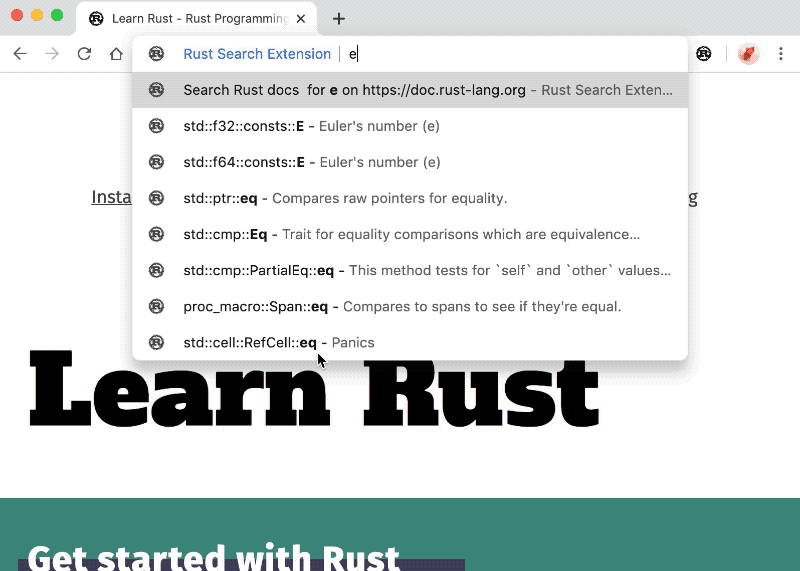 Learn Rust - Rust Programming
Rust Search Extension | e
Search Rust docs  for e on https://doc.rust-lang.org - Rust Search Exten...
std::f32::consts::E - Euler's number (e)
std::f64::consts::E - Euler's number (e)
std::ptr::eq - Compares raw pointers for equality.
Insta
g
std::cmp::Eq - Trait for equality comparisons which are equivalence...
std::cmp::PartialEq::eq - This method tests for `self` and `other` values...
proc_macro::Span::eq - Compares to spans to see if they're equal.
std::cell::RefCell::eq - Panics
Learn Rust
Get started with Rust